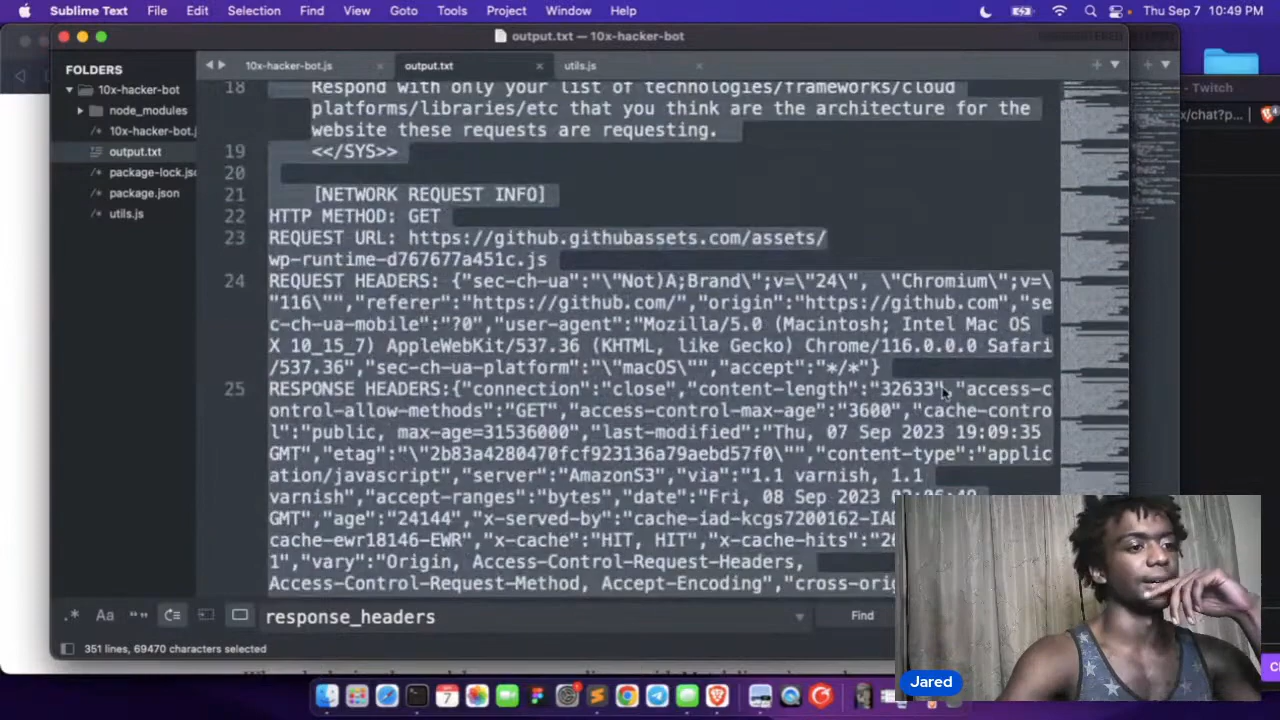 Sublime Text File Edit Selection Find View Goto Tools Project Window Help Thu Sep 7 10:49 PM
output.txt — 10x-hacker-bot
FOLDERS
10x-hacker-bot
node_modules
10x-hacker-bot.j
output.txt
package-lock.jsc
package.json
utils.js
10x-hacker-bot.js output.txt utils.js
- Twitch
x/chat?p...
18 Respond with only your list of technologies/frameworks/cloud
platforms/libraries/etc that you think are the architecture for the
website these requests are requesting.
19 <</SYS>>
20
21 [NETWORK REQUEST INFO]
22 HTTP METHOD: GET
23 REQUEST URL: https://github.githubassets.com/assets/
wp-runtime-d767677a451c.js
24 REQUEST HEADERS: {"sec-ch-ua":"\"Not)A;Brand\";v=\"24\", \"Chromium\";v=\
"116\"","referer":"https://github.com/","origin":"https://github.com","se
c-ch-ua-mobile":"?0","user-agent":"Mozilla/5.0 (Macintosh; Intel Mac OS
X 10_15_7) AppleWebKit/537.36 (KHTML, like Gecko) Chrome/116.0.0.0 Safari
/537.36","sec-ch-ua-platform":"\"macOS\"","accept":"*/*"}
25 RESPONSE HEADERS:{"connection":"close","content-length":"32633","access-c
ontrol-allow-methods":"GET","access-control-max-age":"3600","cache-contro
l":"public, max-age=31536000","last-modified":"Thu, 07 Sep 2023 19:09:35
GMT","etag":"\"2b83a4280470fcf923136a79aebd57f0\"","content-type":"applic
ation/javascript","server":"AmazonS3","via":"1.1 varnish, 1.1
varnish","accept-ranges":"bytes","date":"Fri, 08 Sep 2023
GMT","age":"24144","x-served-by":"cache-iad-kcgs7200162-IAD
cache-ewr18146-EWR","x-cache":"HIT, HIT","x-cache-hits":"26
1","vary":"Origin, Access-Control-Request-Headers,
Access-Control-Request-Method, Accept-Encoding","cross-orig
.* Aa "" response_headers Find
351 lines, 69470 characters selected
Jared